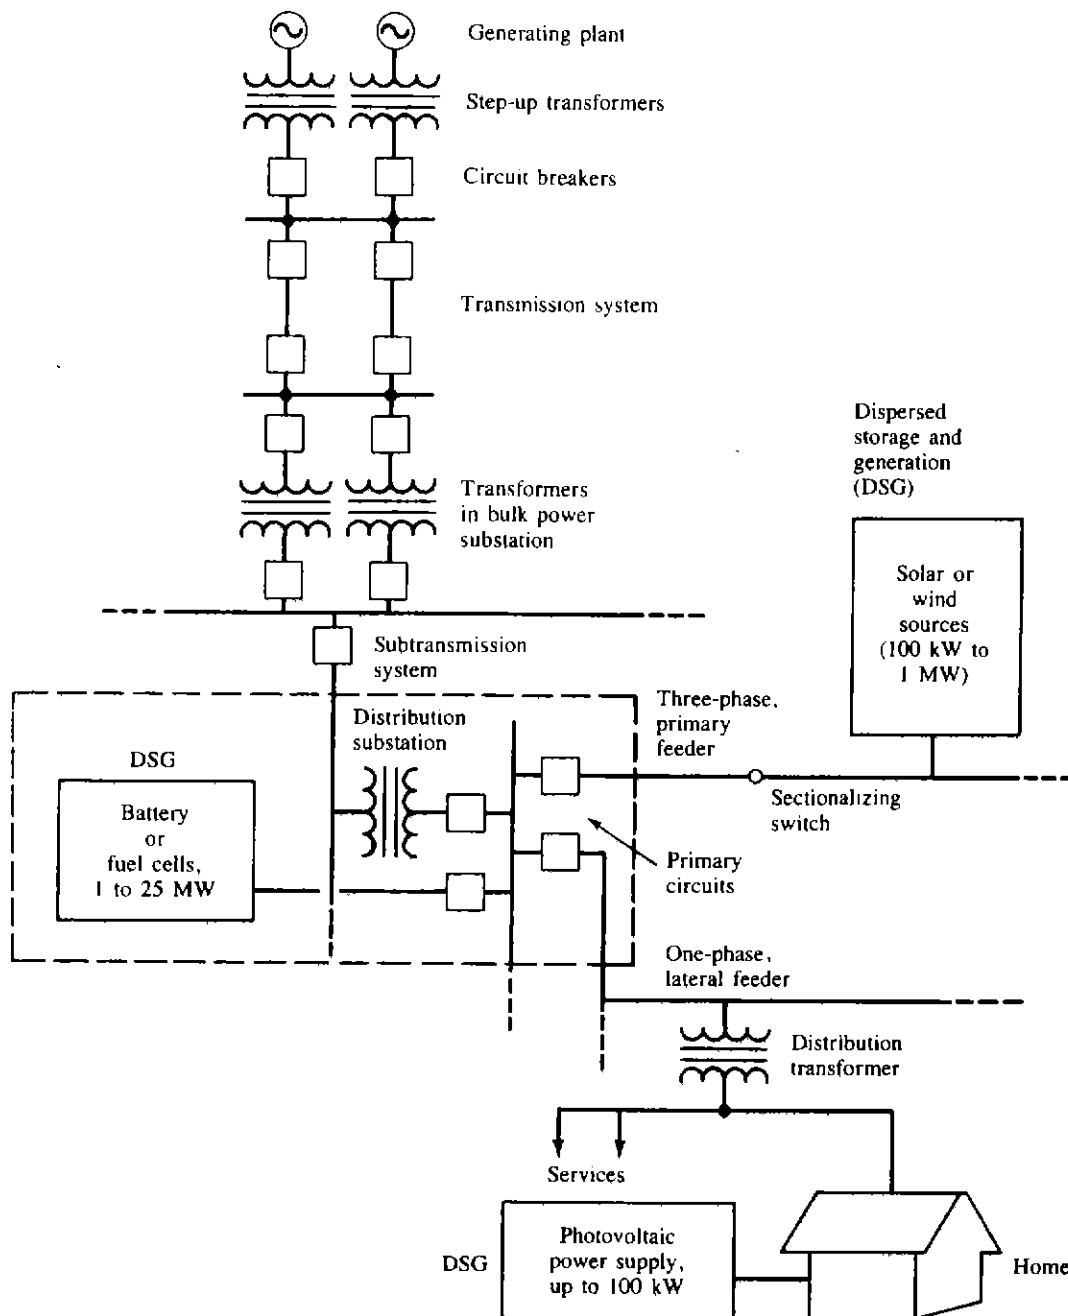 Generating plant
Step-up transformers
Circuit breakers
Transmission system
Dispersed
storage and
generation
(DSG)
Transformers
in bulk power
substation
Solar or
wind
sources
(100 kW to
1 MW)
Subtransmission
system
Three-phase,
primary
feeder
Distribution
substation
DSG
Battery
or
fuel cells,
1 to 25 MW
Sectionalizing
switch
Primary
circuits
One-phase,
lateral feeder
Distribution
transformer
Services
DSG
Photovoltaic
power supply,
up to 100 kW
Home